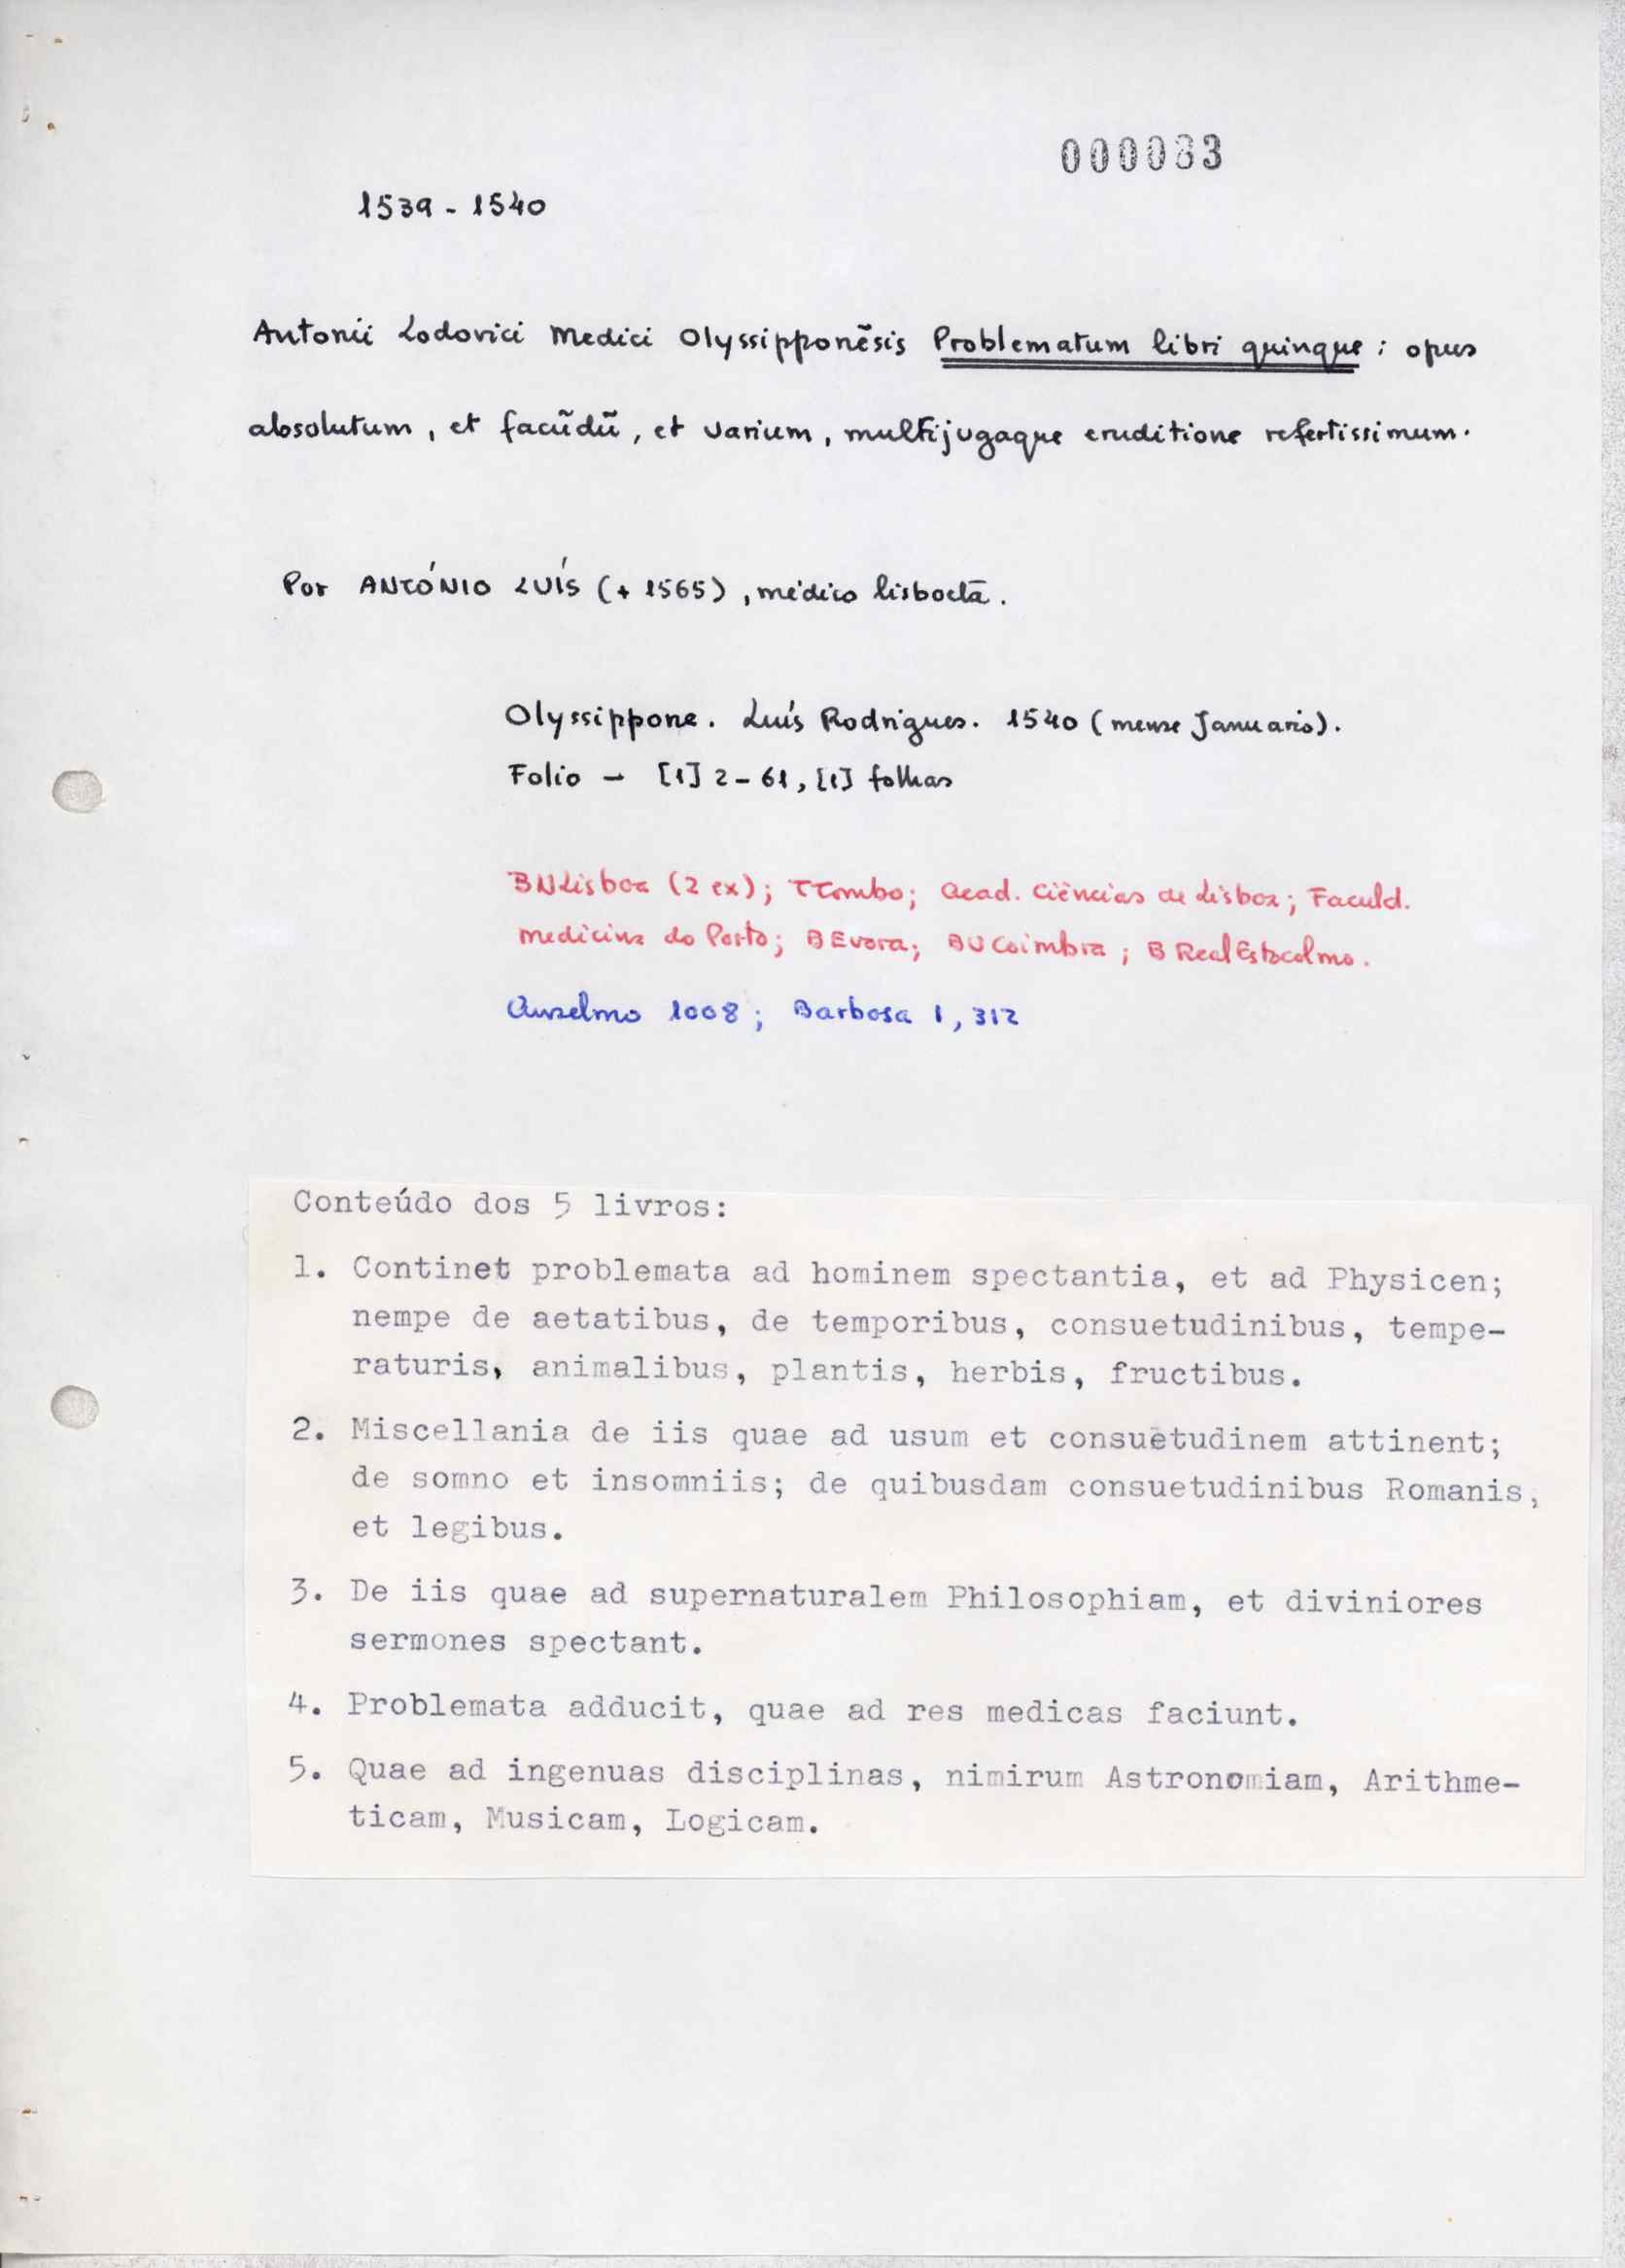 000083
1539 - 1540
Antonii Lodovici Medici Olyssipponēsis Problematum libri quinque : opus
absolutum, et facūdū, et varium, multijugaque eruditione refertissimum.
Por ANTÓNIO LUÍS (+ 1565), médico lisboeta.
Olyssippone. Luís Rodrigues. 1540 (mense Januario).
Folio - [1] 2-61, [1] folhas
BNLisboa (2 ex); TTombo; Acad. Ciências de Lisboa; Faculd.
Medicina do Porto; BEvora; BUCoimbra; B Real Estocolmo.
Anselmo 1008; Barbosa 1, 312
Conteúdo dos 5 livros:
1. Continet problemata ad hominem spectantia, et ad Physicen;
nempe de aetatibus, de temporibus, consuetudinibus, tempe-
raturis, animalibus, plantis, herbis, fructibus.
2. Miscellania de iis quae ad usum et consuetudinem attinent;
de somno et insomniis; de quibusdam consuetudinibus Romanis,
et legibus.
3. De iis quae ad supernaturalem Philosophiam, et diviniores
sermones spectant.
4. Problemata adducit, quae ad res medicas faciunt.
5. Quae ad ingenuas disciplinas, nimirum Astronomiam, Arithme-
ticam, Musicam, Logicam.